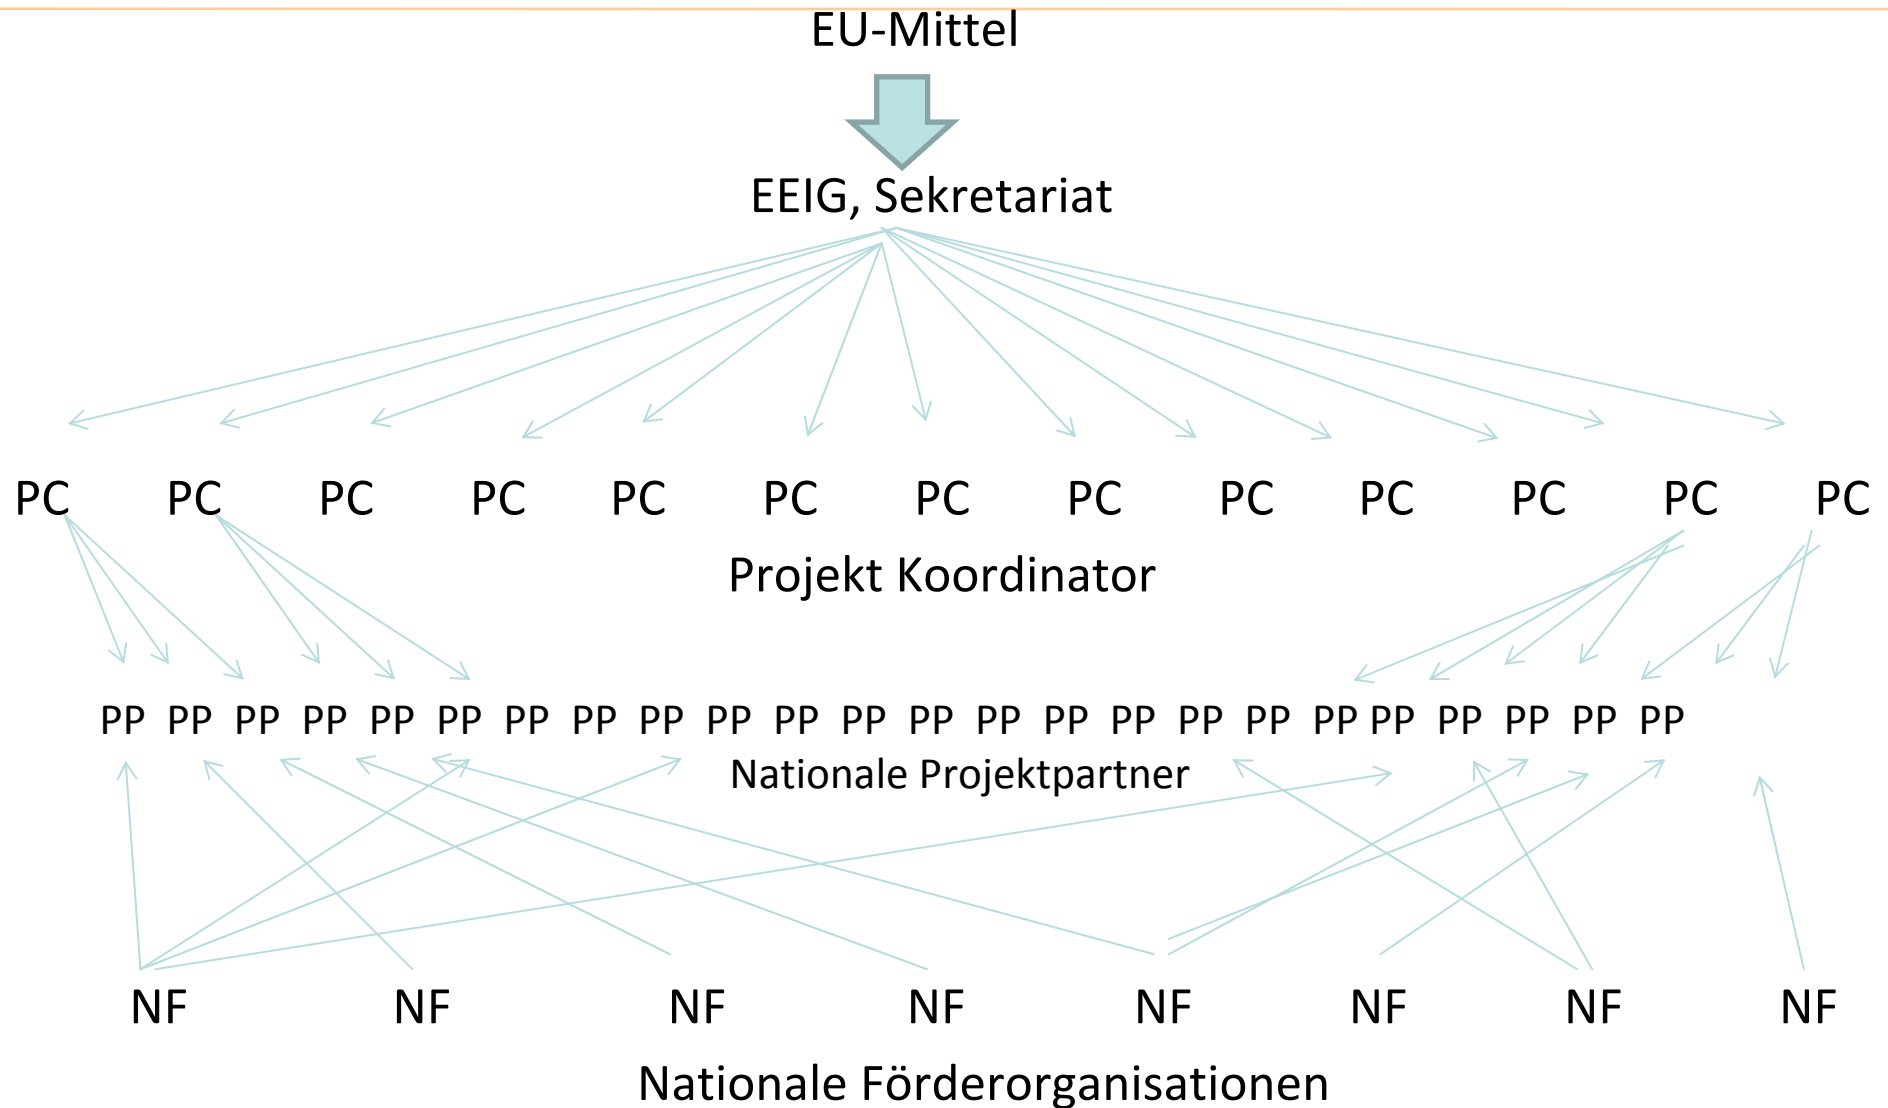 EU-Mittel
EEIG, Sekretariat
PC PC PC PC PC PC PC PC PC PC PC PC PC
Projekt Koordinator
PP PP PP PP PP PP PP PP PP PP PP PP PP PP PP PP PP PP PP PP PP PP PP PP
Nationale Projektpartner
NF NF NF NF NF NF NF NF
Nationale Förderorganisationen